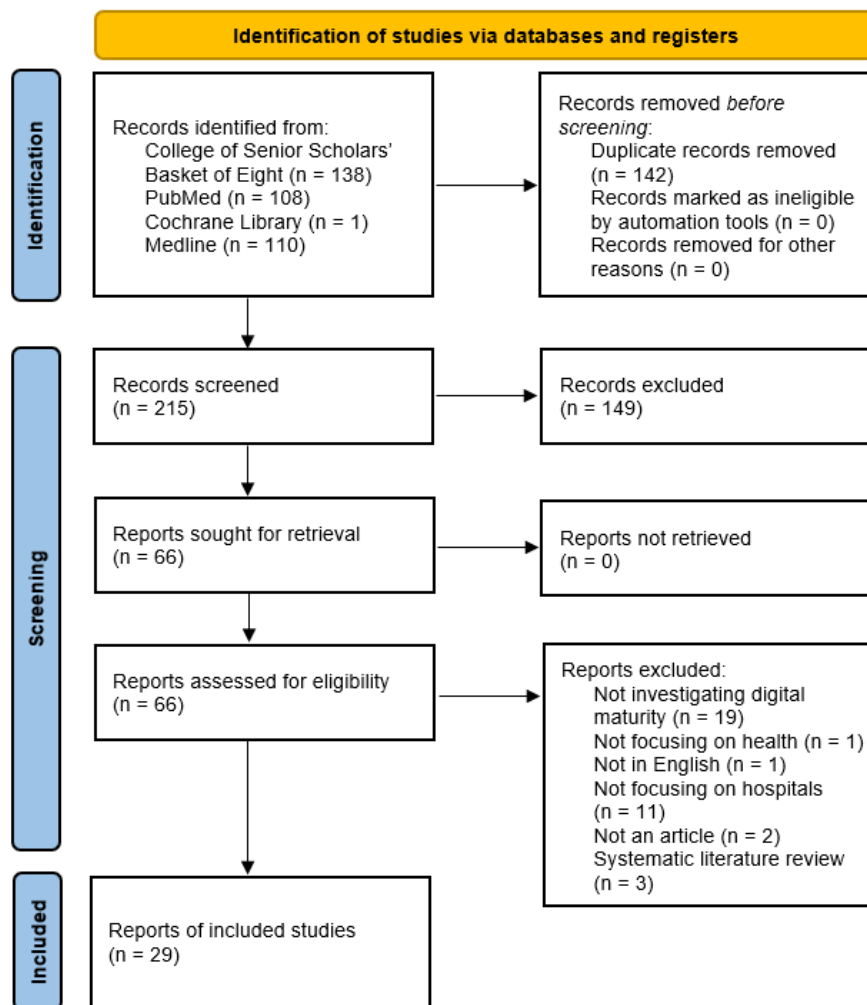 Identification of studies via databases and registers
Identification
Records identified from:
College of Senior Scholars’
Basket of Eight (n = 138)
PubMed (n = 108)
Cochrane Library (n = 1)
Medline (n = 110)
Records removed before
screening:
Duplicate records removed
(n = 142)
Records marked as ineligible
by automation tools (n = 0)
Records removed for other
reasons (n = 0)
Screening
Records screened
(n = 215)
Records excluded
(n = 149)
Reports sought for retrieval
(n = 66)
Reports not retrieved
(n = 0)
Reports assessed for eligibility
(n = 66)
Reports excluded:
Not investigating digital
maturity (n = 19)
Not focusing on health (n = 1)
Not in English (n = 1)
Not focusing on hospitals
(n = 11)
Not an article (n = 2)
Systematic literature review
(n = 3)
Included
Reports of included studies
(n = 29)